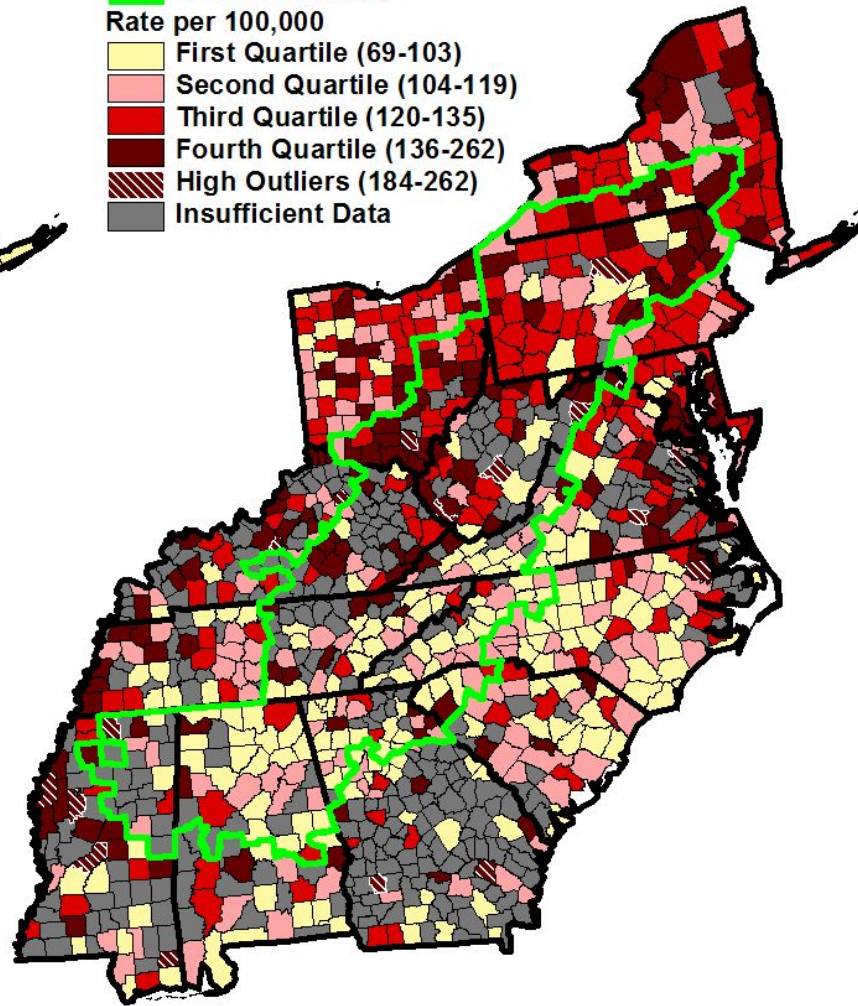 Rate per 100,000
First Quartile (69-103)
Second Quartile (104-119)
Third Quartile (120-135)
Fourth Quartile (136-262)
High Outliers (184-262)
Insufficient Data